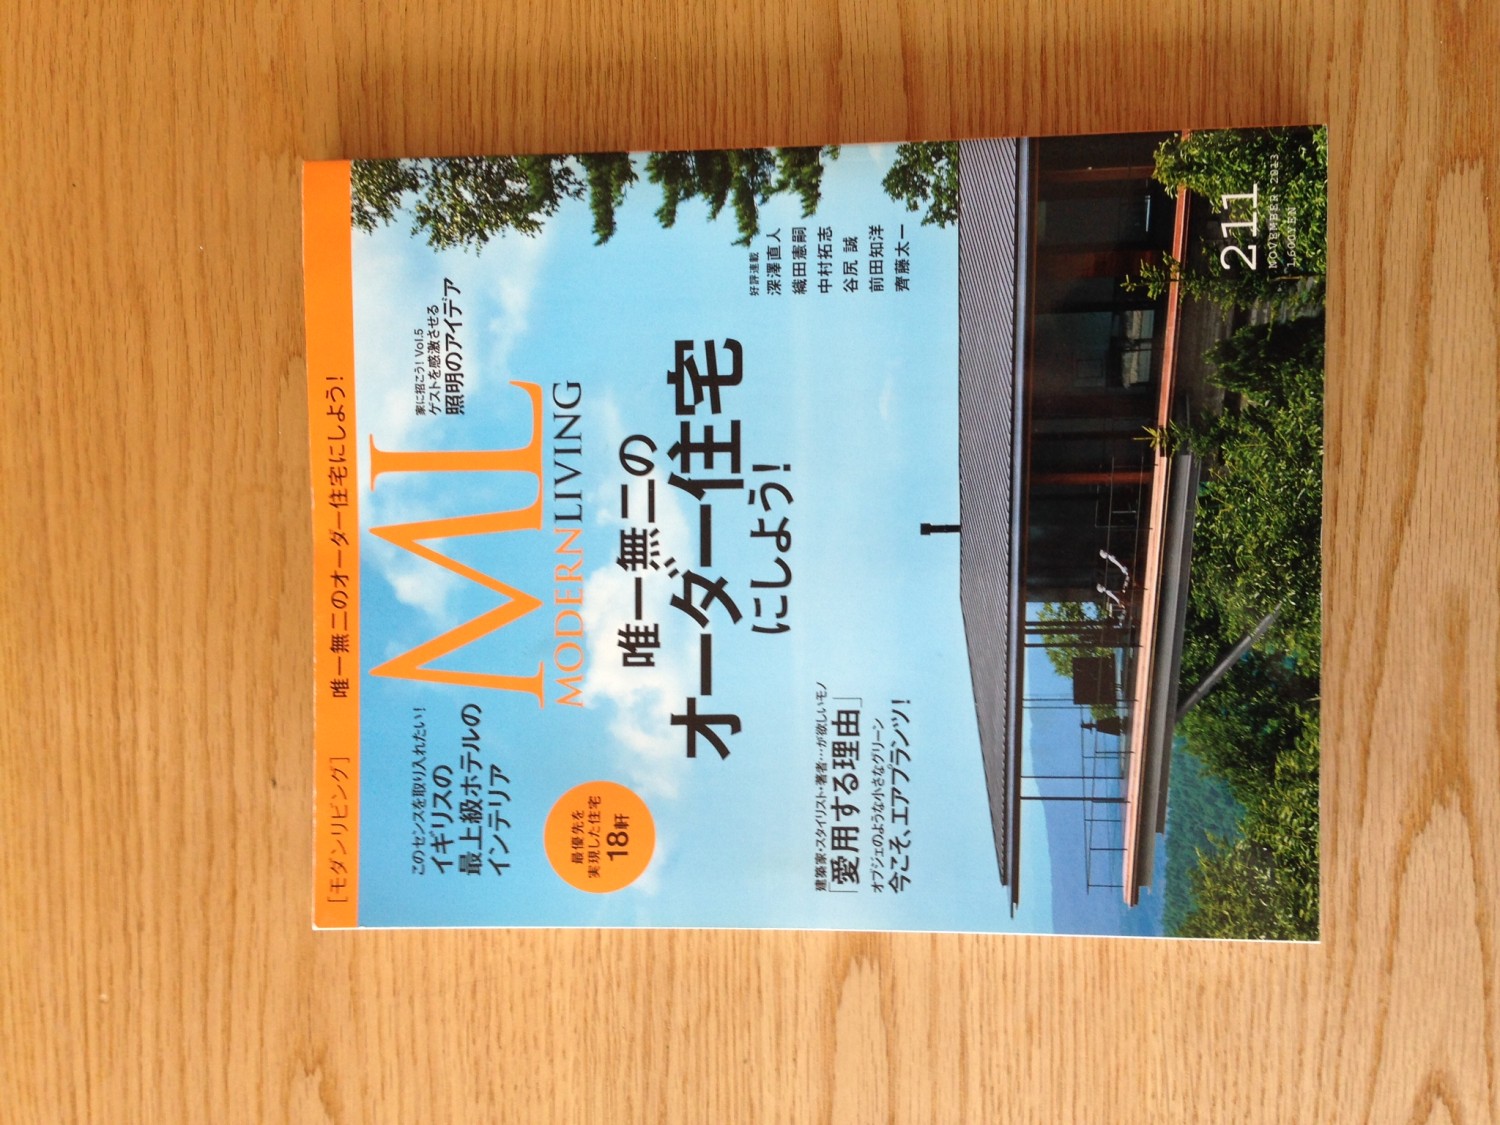 [モダンリビング] 唯一無二のオーダー住宅にしよう!
ML
MODERN LIVING
このセンスを取り入れたい!
イギリスの
最上級ホテルの
インテリア
家に招こう! Vol.5
ゲストを感激させる
照明のアイデア
最優先を
実現した住宅
18軒
唯一無二の
オーダー住宅
にしよう!
好評連載
深澤直人
織田憲嗣
中村拓志
谷尻 誠
前田知洋
齊藤太一
建築家・スタイリスト・著者…が欲しいモノ
「愛用する理由」
オブジェのような小さなグリーン
今こそ、エアプランツ!
211
NOVEMBER 2013
1,600YEN